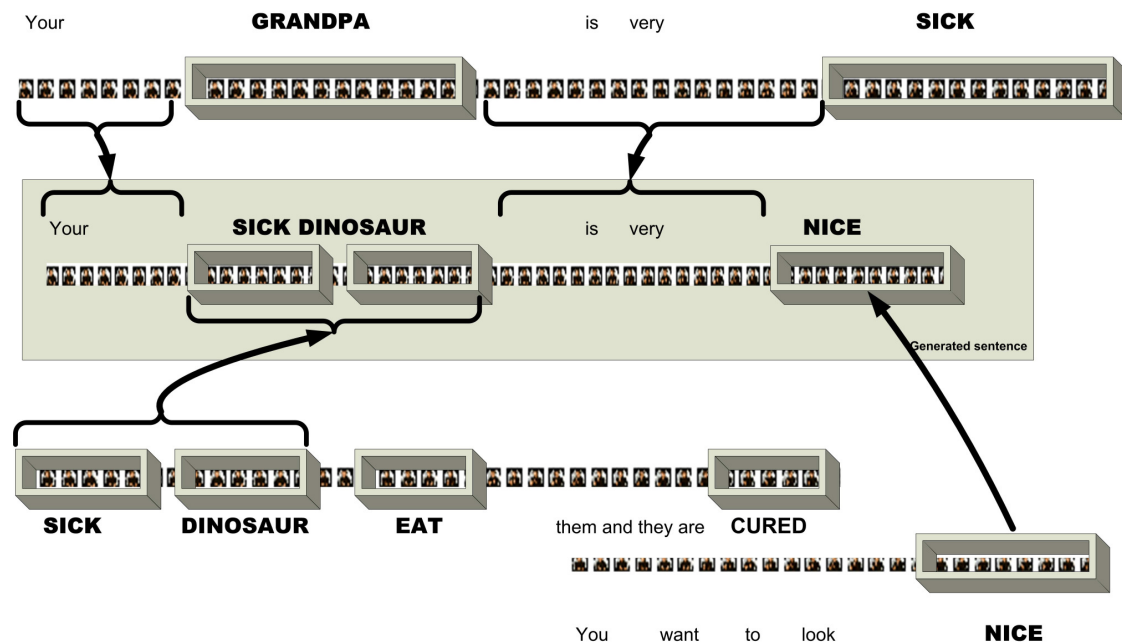 Your GRANDPA is very SICK
Your SICK DINOSAUR is very NICE
Generated sentence
SICK DINOSAUR EAT them and they are CURED
You want to look NICE